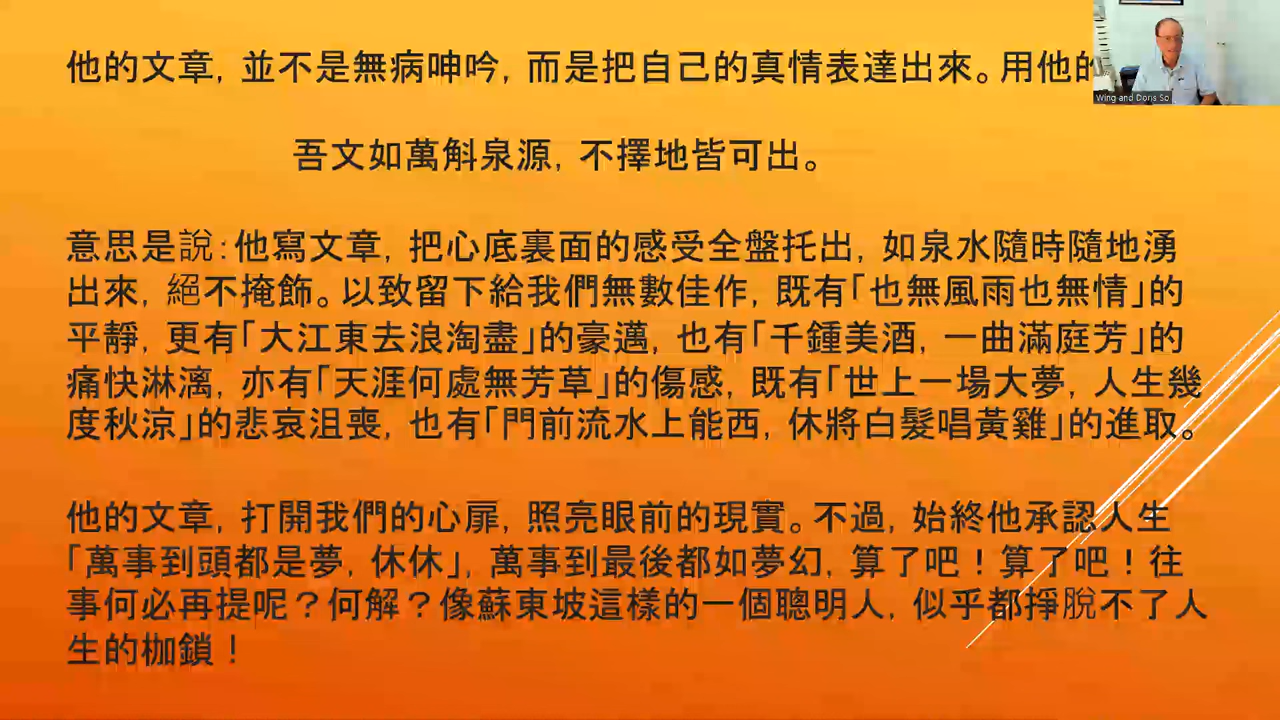 他的文章, 並不是無病呻吟, 而是把自己的真情表達出來。用他的
Wing and Doris So
吾文如萬斛泉源, 不擇地皆可出。
意思是說:他寫文章, 把心底裏面的感受全盤托出, 如泉水隨時隨地湧
出來, 絕不掩飾。以致留下給我們無數佳作, 既有「也無風雨也無情」的
平靜, 更有「大江東去浪淘盡」的豪邁, 也有「千鍾美酒, 一曲滿庭芳」的
痛快淋漓, 亦有「天涯何處無芳草」的傷感, 既有「世上一場大夢, 人生幾
度秋涼」的悲哀沮喪, 也有「門前流水上能西, 休將白髮唱黃雞」的進取。
他的文章, 打開我們的心扉, 照亮眼前的現實。不過, 始終他承認人生
「萬事到頭都是夢, 休休」, 萬事到最後都如夢幻, 算了吧！算了吧！往
事何必再提呢？何解？像蘇東坡這樣的一個聰明人, 似乎都掙脫不了人
生的枷鎖！